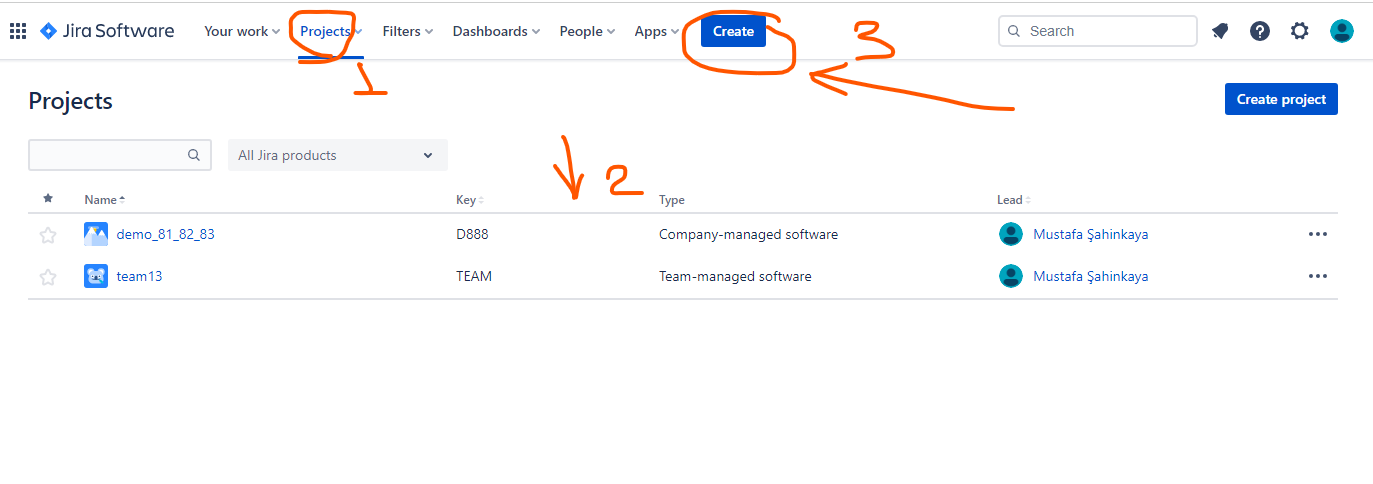 Jira Software Your work Projects Filters Dashboards People Apps Create 3 Search
1
Projects Create project
All Jira products
2
Name Key Type Lead
demo_81_82_83 D888 Company-managed software Mustafa Şahinkaya
team13 TEAM Team-managed software Mustafa Şahinkaya